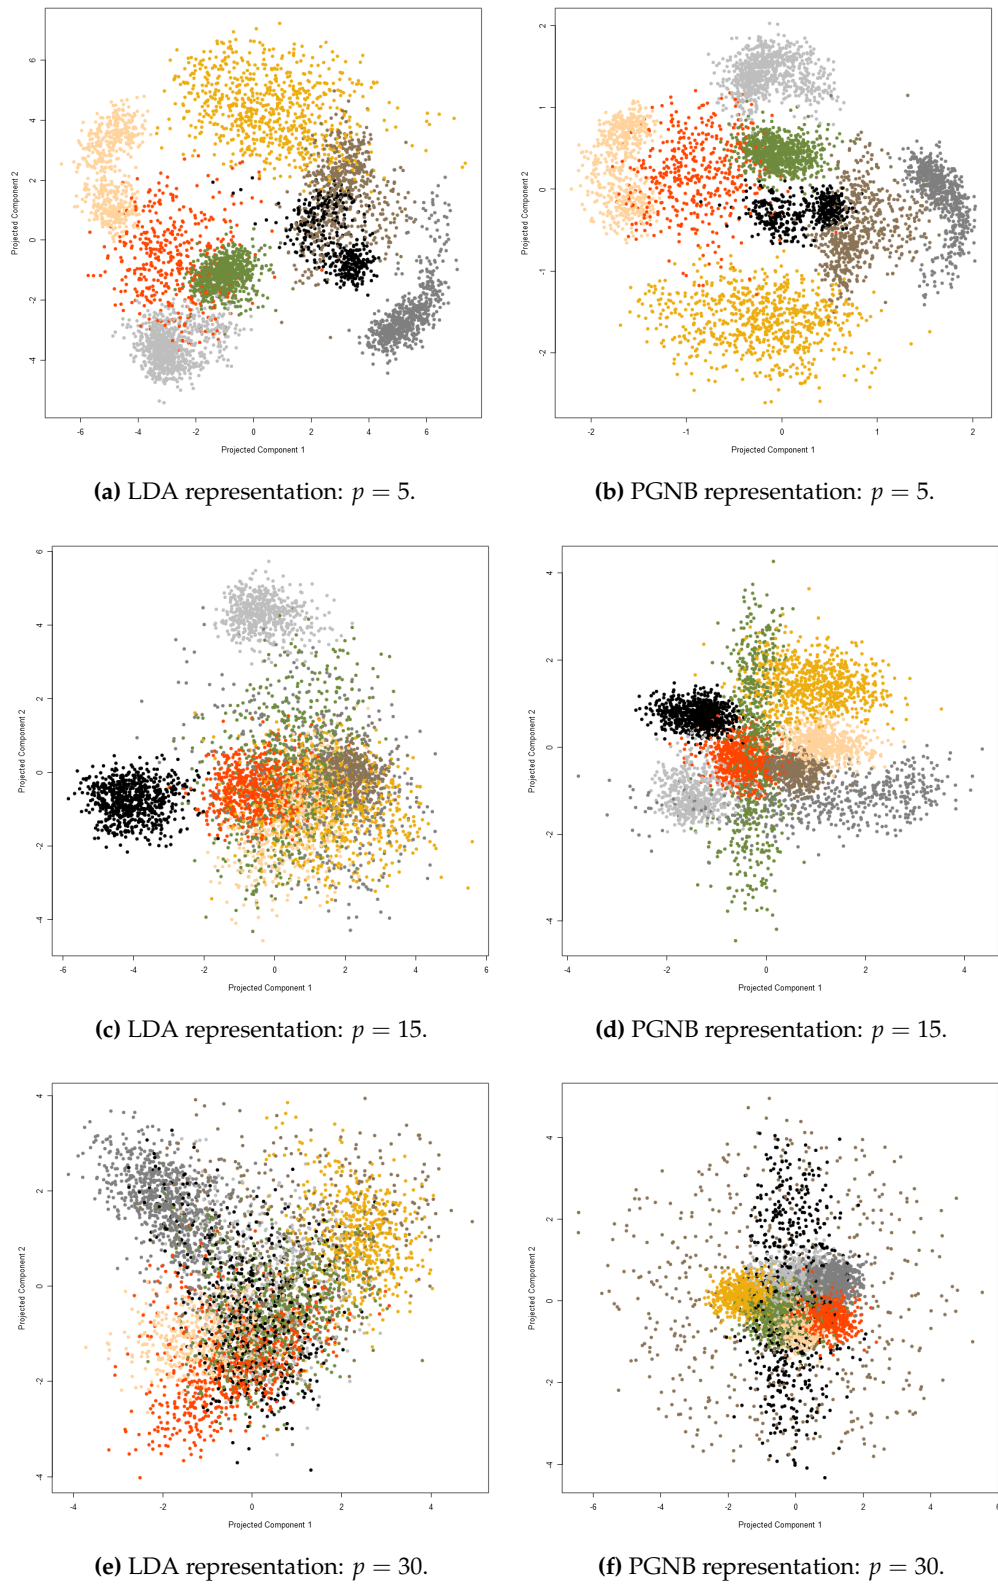 6
4
2
0
-2
-4
Projected Component 2
-6 -4 -2 0 2 4 6
Projected Component 1
(a) LDA representation: p = 5.
2
1
0
-1
-2
Projected Component 2
-2 -1 0 1 2
Projected Component 1
(b) PGNB representation: p = 5.
6
4
2
0
-2
-4
Projected Component 2
-6 -4 -2 0 2 4 6
Projected Component 1
(c) LDA representation: p = 15.
4
2
0
-2
-4
Projected Component 2
-4 -2 0 2 4
Projected Component 1
(d) PGNB representation: p = 15.
4
2
0
-2
-4
Projected Component 2
-4 -2 0 2 4
Projected Component 1
(e) LDA representation: p = 30.
4
2
0
-2
-4
Projected Component 2
-6 -4 -2 0 2 4 6
Projected Component 1
(f) PGNB representation: p = 30.